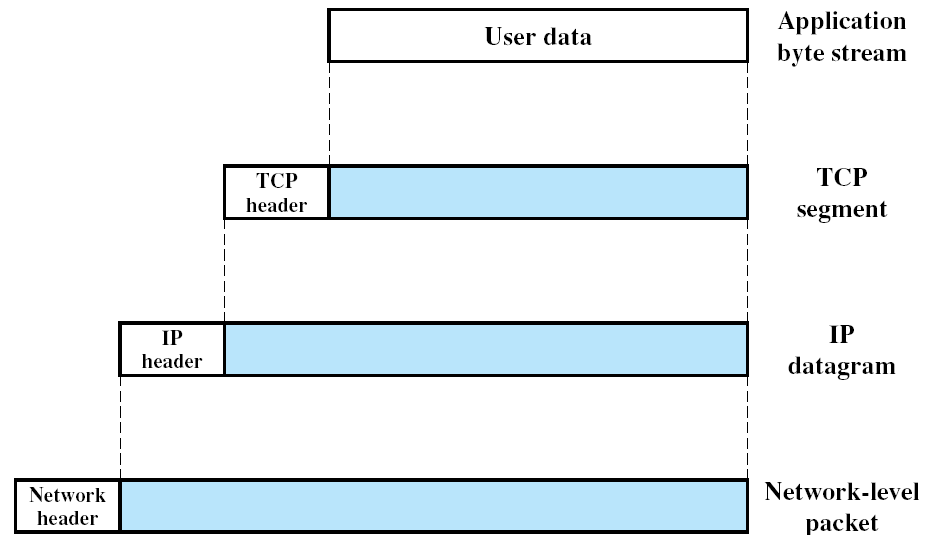 User data
Application
byte stream
TCP
header
TCP
segment
IP
header
IP
datagram
Network
header
Network-level
packet